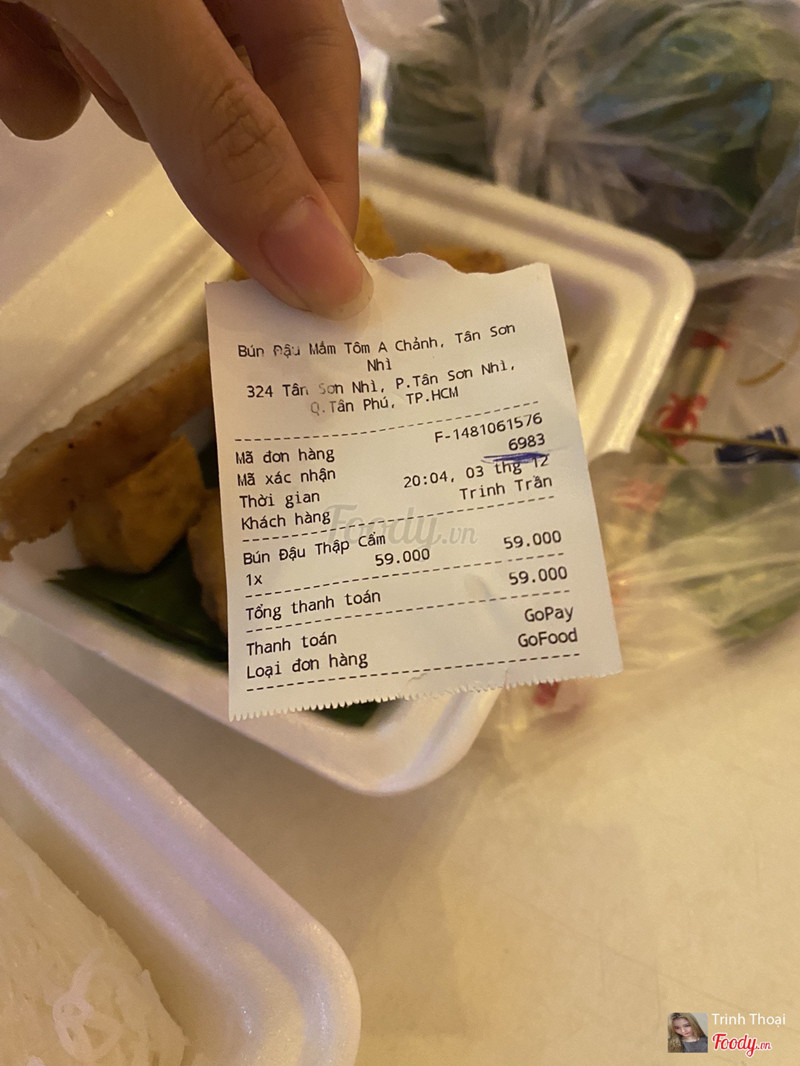 Bún Đậu Mắm Tôm A Chảnh, Tân Sơn
Nhì
324 Tân Sơn Nhì, P.Tân Sơn Nhì,
Q.Tân Phú, TP.HCM
Mã đơn hàng F-1481061576
Mã xác nhận 6983
Thời gian 20:04, 03 thg 12
Khách hàng Trinh Trần
Bún Đậu Thập Cẩm
1x 59.000 59.000
Tổng thanh toán 59.000
Thanh toán GoPay
Loại đơn hàng GoFood
Foody.vn
Trinh Thoại
Foody.vn